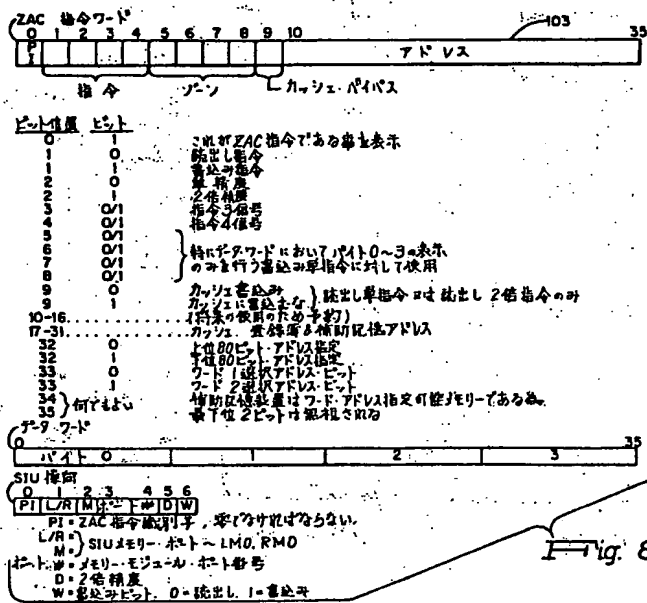 ZAC 指令ワード
0 1 2 3 4 5 6 7 8 9 10 103 35
PI アドレス
指令 ゾーン カッシェ・バイパス
ビット位置 ビット
0 1 これがZAC指令である事を表示
1 0 読出し指令
1 1 書込み指令
2 0 単精度
2 1 2倍精度
3 0/1 指令3信号
4 0/1 指令4信号
5 0/1
6 0/1 特にデータ・ワードにおいてバイト0~3の表示
7 0/1 のみを行う書込み単指令に対して使用
8 0/1
9 0 カッシェ書込み
9 1 カッシェに書込まない 読出し単指令又は読出し2倍指令のみ
10-16 (将来の使用のため予約)
17-31 カッシェ、登録簿&補助記憶アドレス
32 0 上位80ビット・アドレス指定
32 1 下位80ビット・アドレス指定
33 0 ワード1選択アドレス・ビット
33 1 ワード2選択アドレス・ビット
34 何でもよい 補助記憶装置はワード・アドレス指定可能メモリーである為、
35 最下位2ビットは無視される
データ・ワード
0 35
バイト 0 1 2 3
SIU 指向
0 1 2 3 4 5 6
PI L/R M ポート # D W
PI = ZAC指令識別子、零でなければならない。
L/R =
M = SIUメモリー・ポート~LMO, RMO
ポート # = メモリー・モジュール・ポート番号
D = 2倍精度
W = 書込みビット、0=読出し、1=書込み
Fig. 8